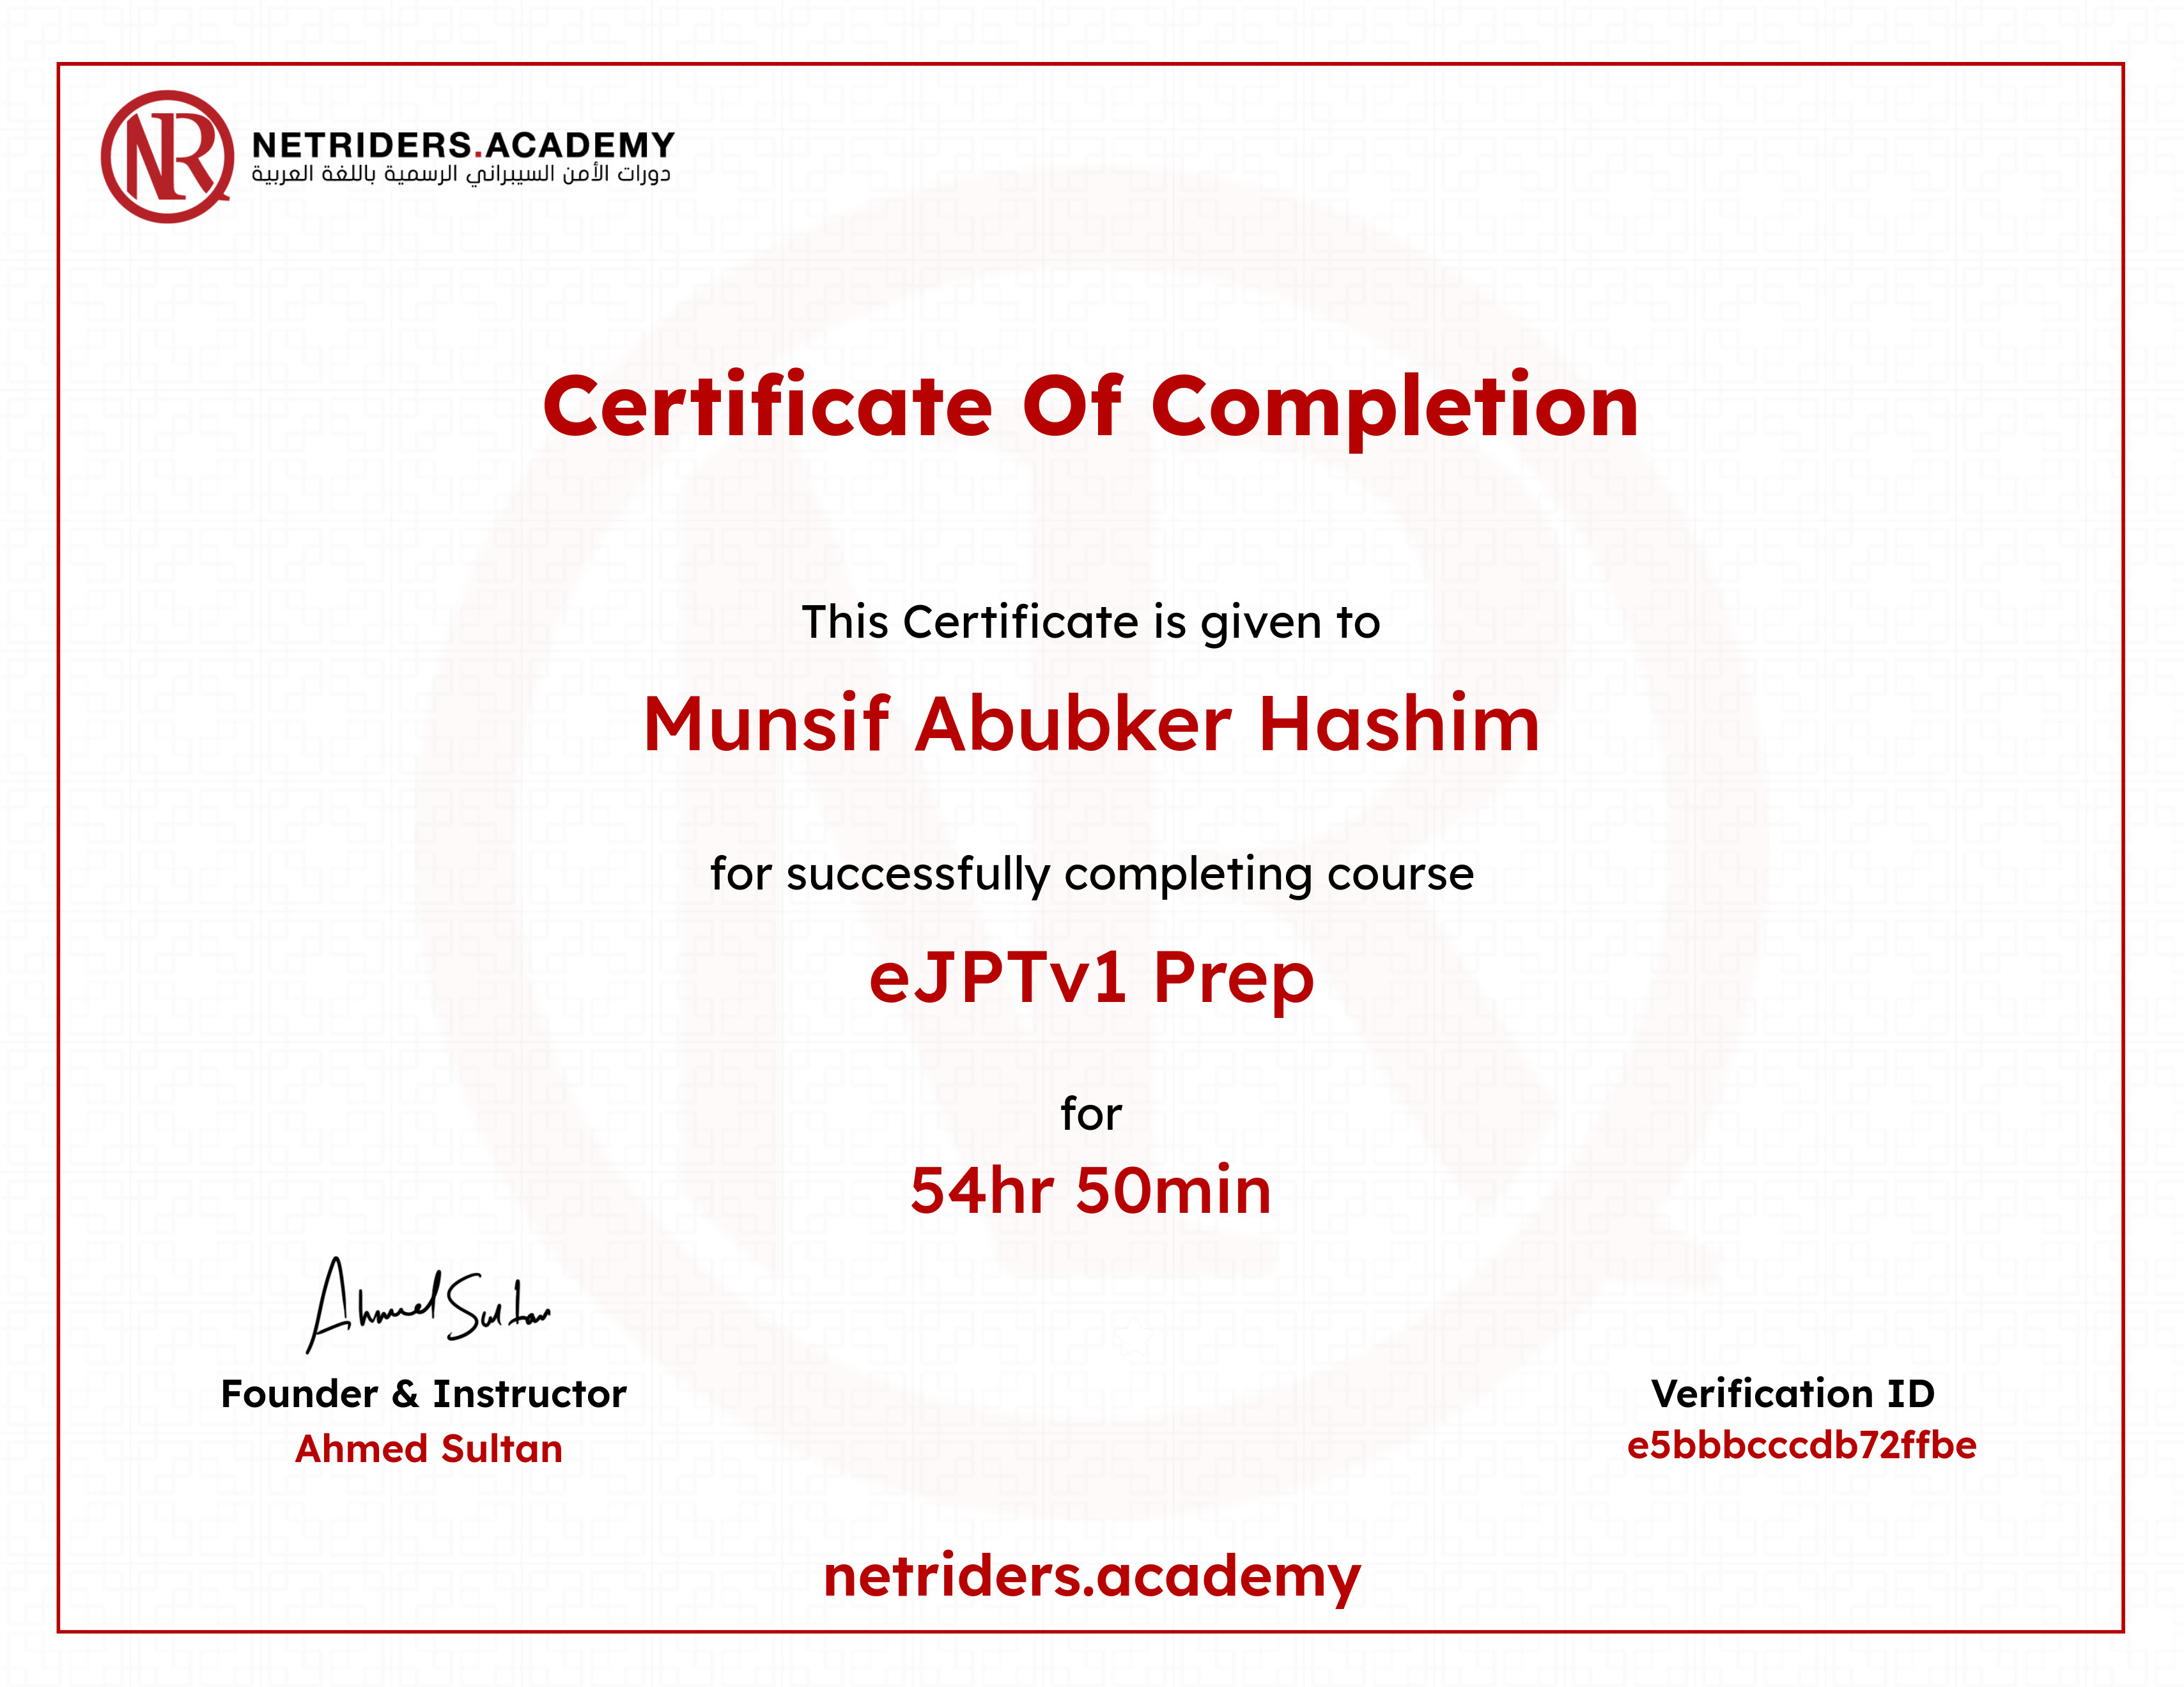 NETRIDERS.ACADEMY
دورات الأمن السيبراني الرسمية باللغة العربية
Certificate Of Completion
This Certificate is given to
Munsif Abubker Hashim
for successfully completing course
eJPTv1 Prep
for
54hr 50min
Ahmed Sultan
Founder & Instructor
Ahmed Sultan
Verification ID
e5bbbcccdb72ffbe
netriders.academy